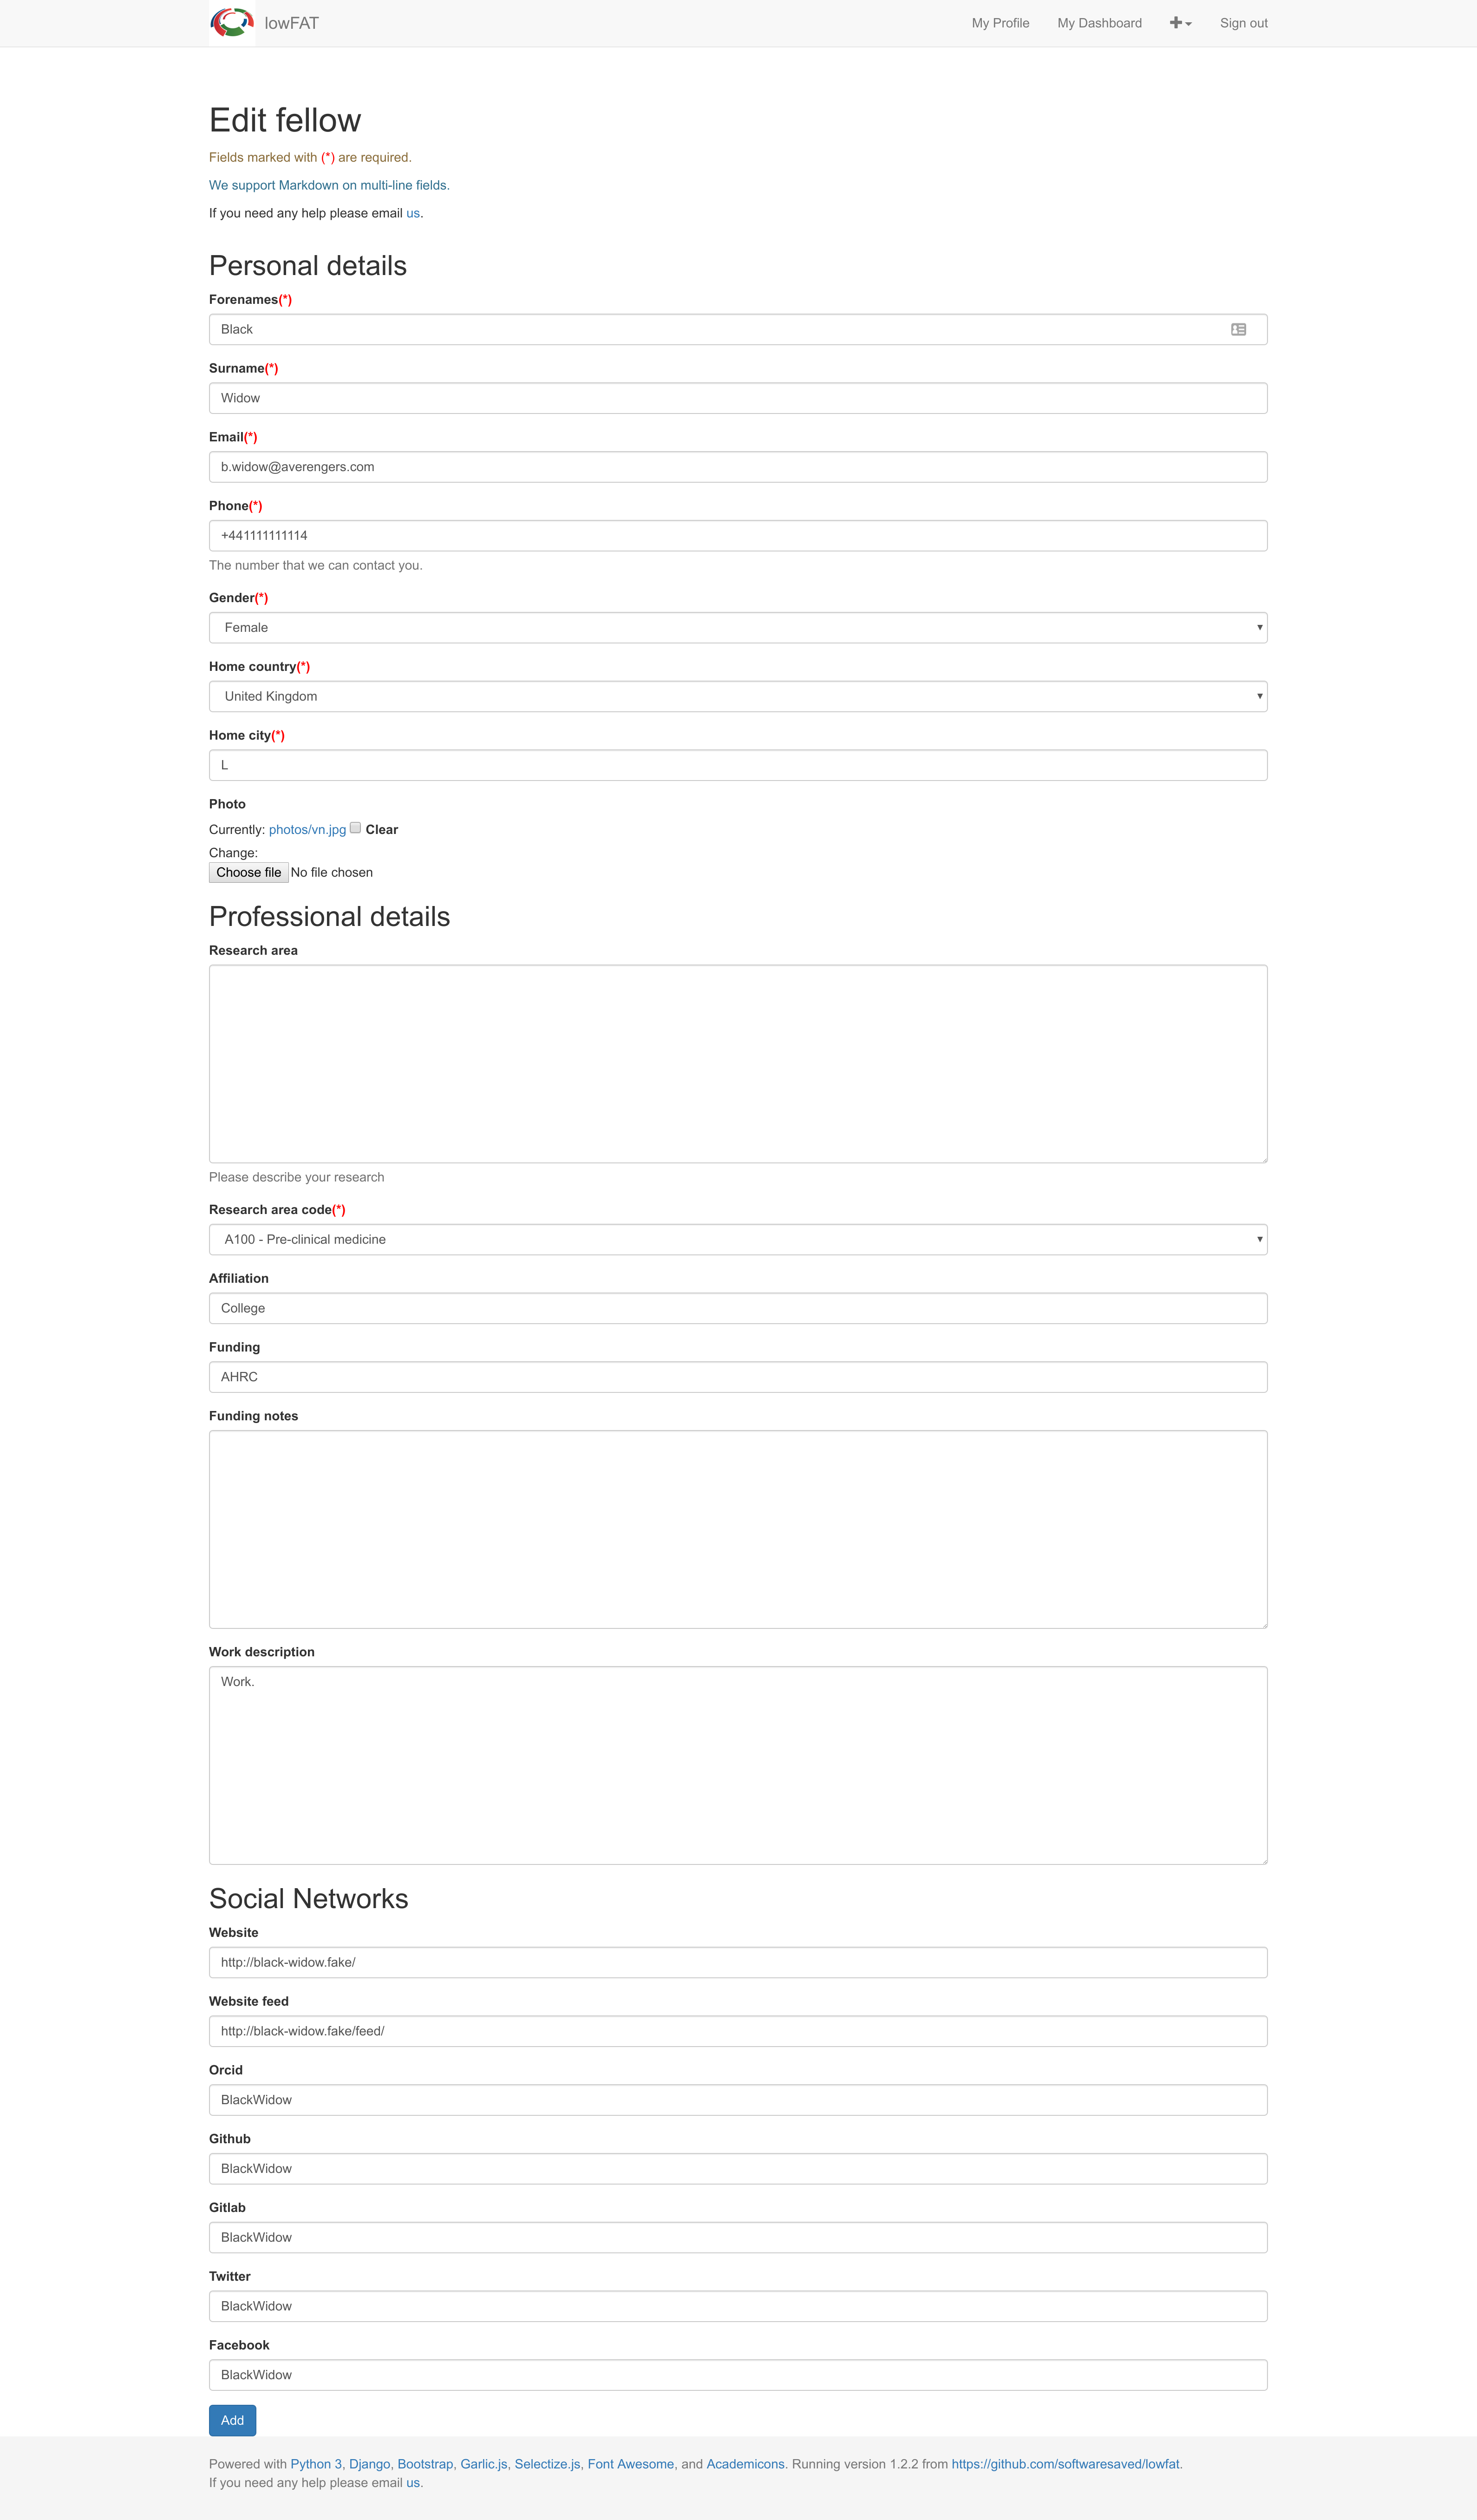 lowFAT My Profile My Dashboard Sign out
Edit fellow
Fields marked with (*) are required.
We support Markdown on multi-line fields.
If you need any help please email us.
Personal details
Forenames(*)
Black
Surname(*)
Widow
Email(*)
b.widow@averengers.com
Phone(*)
+441111111114
The number that we can contact you.
Gender(*)
Female
Home country(*)
United Kingdom
Home city(*)
L
Photo
Currently: photos/vn.jpg Clear
Change:
Choose file No file chosen
Professional details
Research area
Please describe your research
Research area code(*)
A100 - Pre-clinical medicine
Affiliation
College
Funding
AHRC
Funding notes
Work description
Work.
Social Networks
Website
http://black-widow.fake/
Website feed
http://black-widow.fake/feed/
Orcid
BlackWidow
Github
BlackWidow
Gitlab
BlackWidow
Twitter
BlackWidow
Facebook
BlackWidow
Add
Powered with Python 3, Django, Bootstrap, Garlic.js, Selectize.js, Font Awesome, and Academicons. Running version 1.2.2 from https://github.com/softwaresaved/lowfat.
If you need any help please email us.